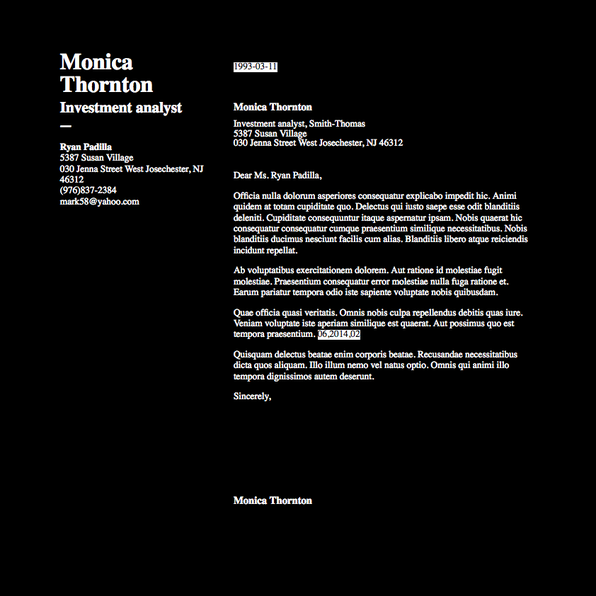 Monica
Thornton
Investment analyst
Ryan Padilla
5387 Susan Village
030 Jenna Street West Josechester, NJ
46312
(976)837-2384
mark58@yahoo.com
1993-03-11
Monica Thornton
Investment analyst, Smith-Thomas
5387 Susan Village
030 Jenna Street West Josechester, NJ 46312
Dear Ms. Ryan Padilla,
Officia nulla dolorum asperiores consequatur explicabo impedit hic. Animi
quidem at totam cupiditate quo. Delectus qui iusto saepe esse odit blanditiis
deleniti. Cupiditate consequuntur itaque aspernatur ipsam. Nobis quaerat hic
consequatur consequatur cumque praesentium similique necessitatibus. Nobis
blanditiis ducimus nesciunt facilis cum alias. Blanditiis libero atque reiciendis
incidunt repellat.
Ab voluptatibus exercitationem dolorem. Aut ratione id molestiae fugit
molestiae. Praesentium consequatur error molestiae nulla fuga ratione et.
Earum pariatur tempora odio iste sapiente voluptate nobis quibusdam.
Quae officia quasi veritatis. Omnis nobis culpa repellendus debitis quas iure.
Veniam voluptate iste aperiam similique est quaerat. Aut possimus quo est
tempora praesentium. 06,2014,02
Quisquam delectus beatae enim corporis beatae. Recusandae necessitatibus
dicta quos aliquam. Illo illum nemo vel natus optio. Omnis qui animi illo
tempora dignissimos autem deserunt.
Sincerely,
Monica Thornton